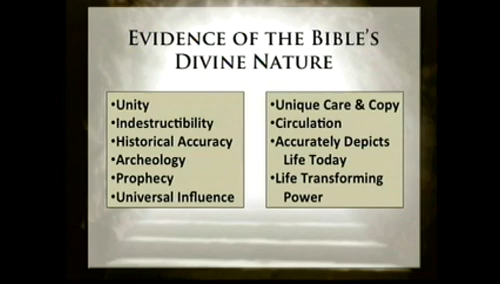 EVIDENCE OF THE BIBLE'S
DIVINE NATURE
•Unity
•Indestructibility
•Historical Accuracy
•Archeology
•Prophecy
•Universal Influence
•Unique Care & Copy
•Circulation
•Accurately Depicts
Life Today
•Life Transforming
Power